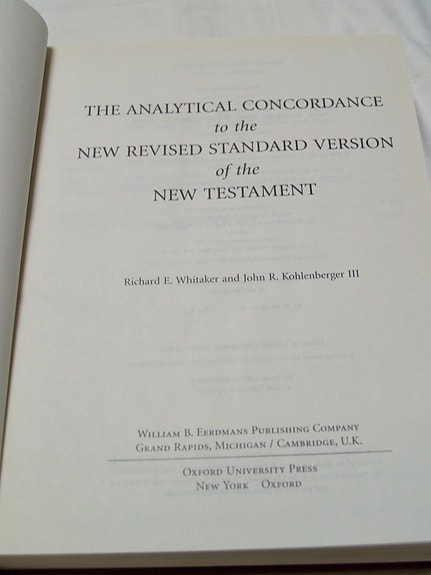 THE ANALYTICAL CONCORDANCE
to the
NEW REVISED STANDARD VERSION
of the
NEW TESTAMENT
Richard E. Whitaker and John R. Kohlenberger III
WILLIAM B. EERDMANS PUBLISHING COMPANY
GRAND RAPIDS, MICHIGAN / CAMBRIDGE, U.K.
OXFORD UNIVERSITY PRESS
NEW YORK OXFORD